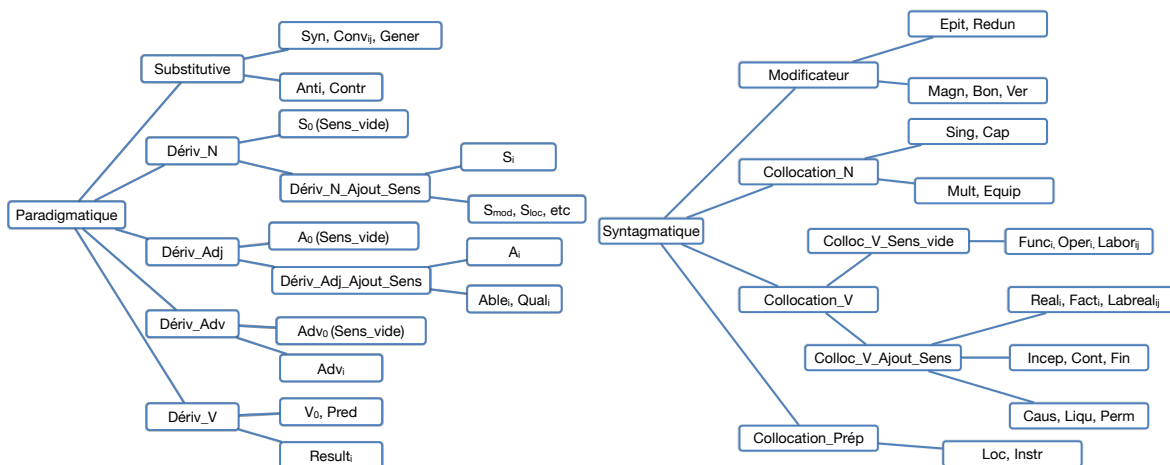 Syn, Convij, Gener
Substitutive
Anti, Contr
S0 (Sens_vide)
Dériv_N
Si
Dériv_N_Ajout_Sens
Smod, Sloc, etc
Paradigmatique
A0 (Sens_vide)
Dériv_Adj
Ai
Dériv_Adj_Ajout_Sens
Ablei, Quali
Dériv_Adv
Adv0 (Sens_vide)
Advi
V0, Pred
Dériv_V
Resulti
Epit, Redun
Modificateur
Magn, Bon, Ver
Sing, Cap
Collocation_N
Mult, Equip
Syntagmatique
Colloc_V_Sens_vide
Funci, Operi, Laborij
Collocation_V
Reali, Facti, Labrealij
Colloc_V_Ajout_Sens
Incep, Cont, Fin
Caus, Liqu, Perm
Collocation_Prép
Loc, Instr